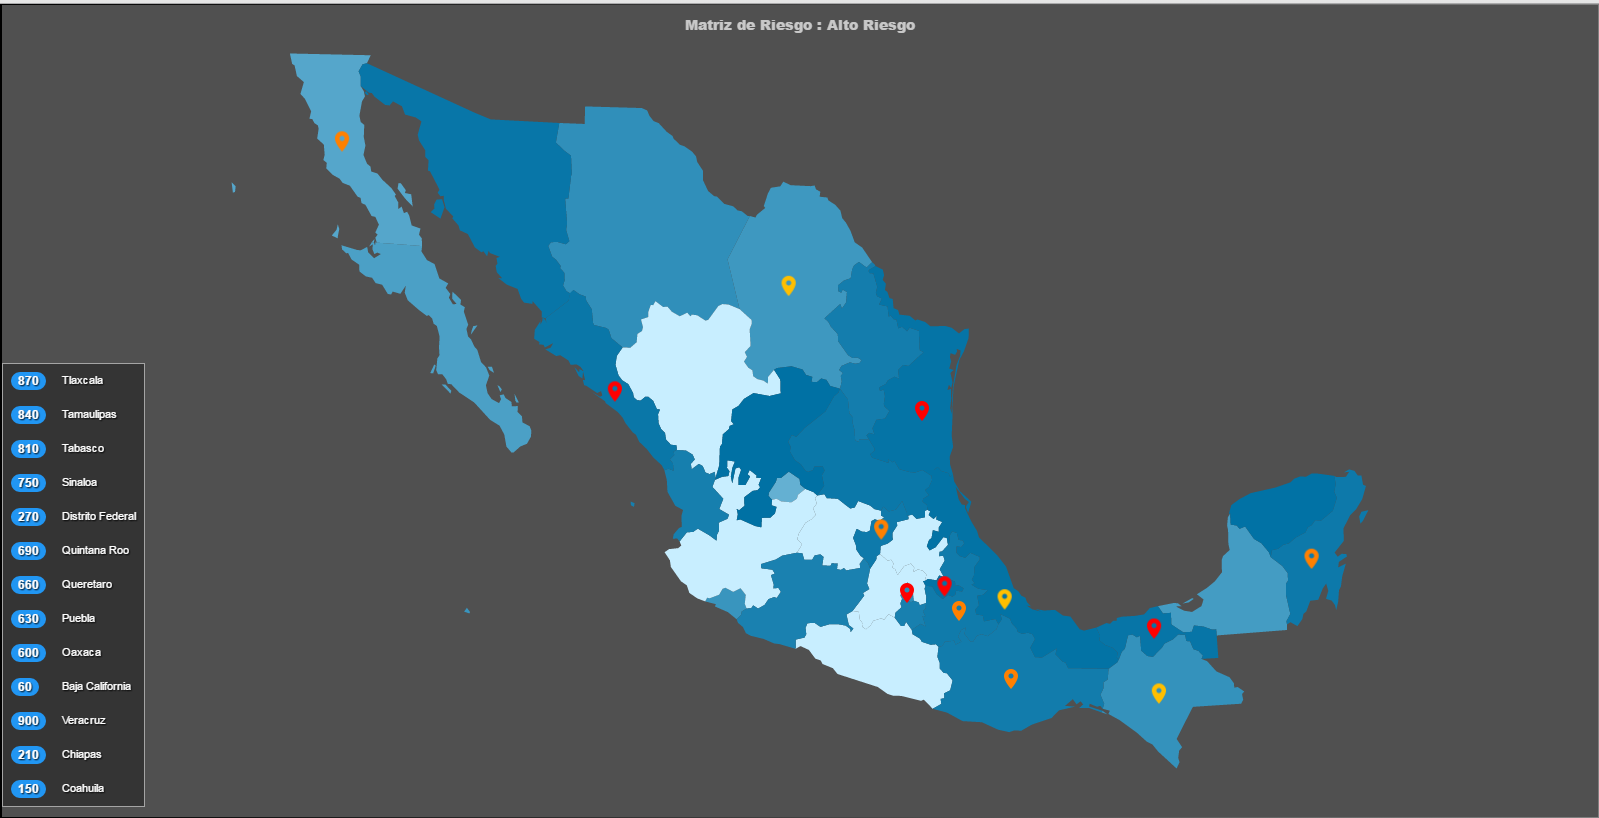 Matriz de Riesgo : Alto Riesgo
870 Tlaxcala
840 Tamaulipas
810 Tabasco
750 Sinaloa
270 Distrito Federal
690 Quintana Roo
660 Queretaro
630 Puebla
600 Oaxaca
60 Baja California
900 Veracruz
210 Chiapas
150 Coahuila